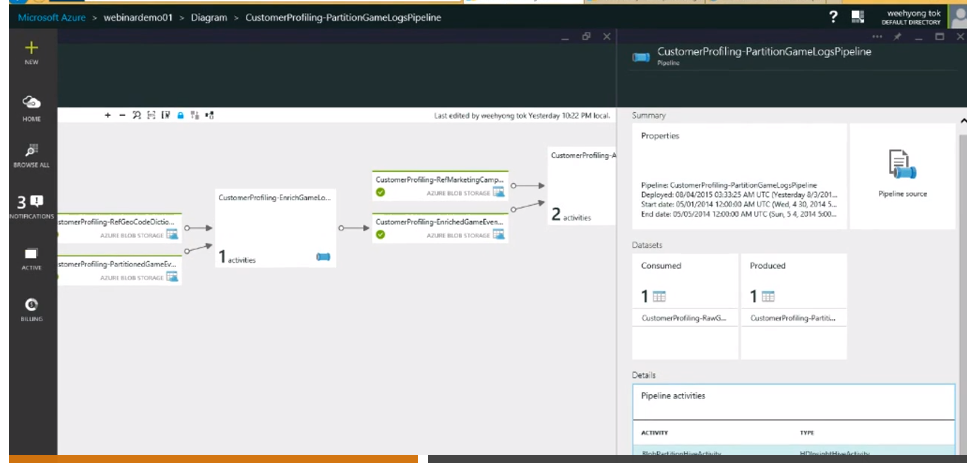 Microsoft Azure > webinardemo01 > Diagram > CustomerProfiling-PartitionGameLogsPipeline
?
weehyong tok
DEFAULT DIRECTORY
NEW
HOME
BROWSE ALL
3
NOTIFICATIONS
ACTIVE
BILLING
Last edited by weehyong tok Yesterday 10:22 PM local.
stomerProfiling-RefGeoCodeDictio...
AZURE BLOB STORAGE
stomerProfiling-PartitionedGameEv...
AZURE BLOB STORAGE
CustomerProfiling-EnrichGameLo...
1 activities
CustomerProfiling-RefMarketingCamp...
AZURE BLOB STORAGE
CustomerProfiling-EnrichedGameEven...
AZURE BLOB STORAGE
CustomerProfiling-A
2 activities
CustomerProfiling-PartitionGameLogsPipeline
Pipeline
Summary
Properties
Pipeline: CustomerProfiling-PartitionGameLogsPipeline
Deployed: 08/04/2015 03:33:25 AM UTC (Yesterday 8/3/201...
Start date: 05/01/2014 12:00:00 AM UTC (Wed, 4 30, 2014 5...
End date: 05/05/2014 12:00:00 AM UTC (Sun, 5 4, 2014 5:00...
Pipeline source
Datasets
Consumed
1
CustomerProfiling-RawG...
Produced
1
CustomerProfiling-Partiti...
Details
Pipeline activities
ACTIVITY TYPE
BlobPartitionHiveActivity HDInsightHiveActivity